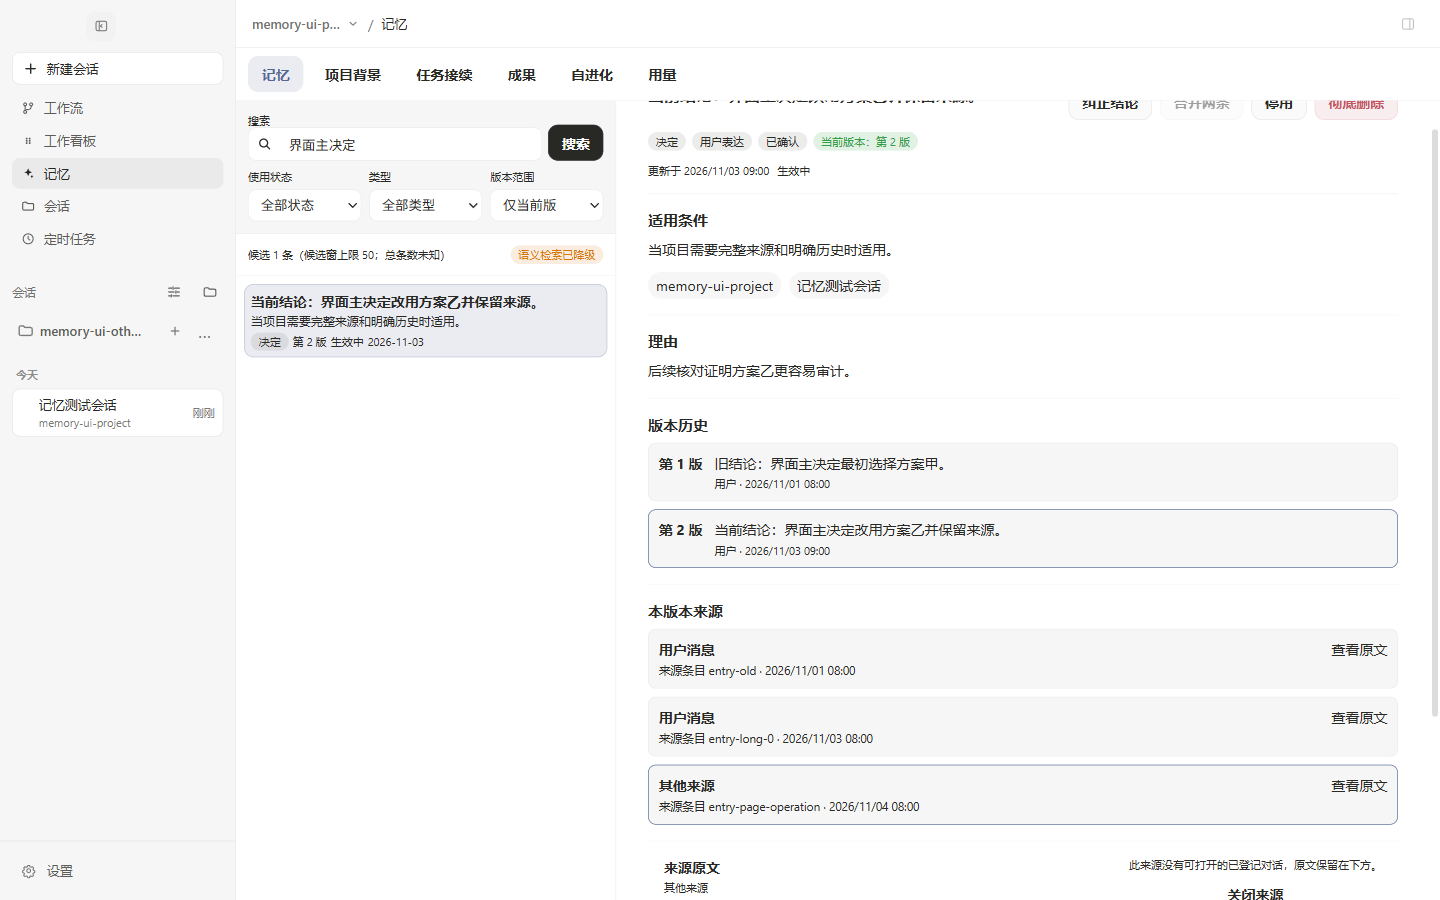 新建会话
工作流
工作看板
记忆
会话
定时任务
会话
memory-ui-oth...
今天
记忆测试会话
刚刚
memory-ui-project
设置
memory-ui-p...
/
记忆
记忆
项目背景
任务接续
成果
自进化
用量
搜索
界面主决定
搜索
使用状态
类型
版本范围
全部状态
全部类型
仅当前版
候选 1 条（候选窗上限 50；总条数未知）
语义检索已降级
当前结论：界面主决定改用方案乙并保留来源。
当项目需要完整来源和明确历史时适用。
决定 第 2 版 生效中 2026-11-03
当前结论：界面主决定改用方案乙并保留来源。
纠正结论
合并两条
停用
彻底删除
决定
用户表达
已确认
当前版本：第 2 版
更新于 2026/11/03 09:00 生效中
适用条件
当项目需要完整来源和明确历史时适用。
memory-ui-project
记忆测试会话
理由
后续核对证明方案乙更容易审计。
版本历史
第 1 版 旧结论：界面主决定最初选择方案甲。
用户 · 2026/11/01 08:00
第 2 版 当前结论：界面主决定改用方案乙并保留来源。
用户 · 2026/11/03 09:00
本版本来源
用户消息
查看原文
来源条目 entry-old · 2026/11/01 08:00
用户消息
查看原文
来源条目 entry-long-0 · 2026/11/03 08:00
其他来源
查看原文
来源条目 entry-page-operation · 2026/11/04 08:00
来源原文
此来源没有可打开的已登记对话，原文保留在下方。
其他来源
关闭来源